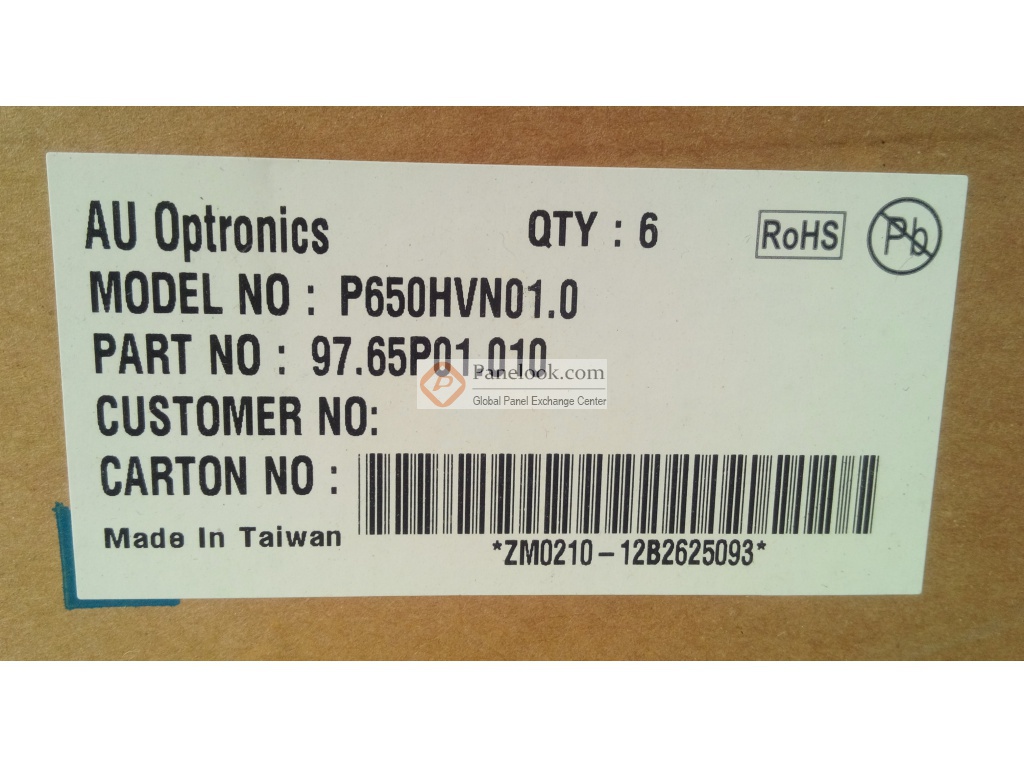 AU Optronics QTY : 6 RoHS Pb
MODEL NO : P650HVN01.0
PART NO : 97.65P01.010
Panelook.com
Global Panel Exchange Center
CUSTOMER NO:
CARTON NO :
Made In Taiwan
*ZM0210-12B2625093*